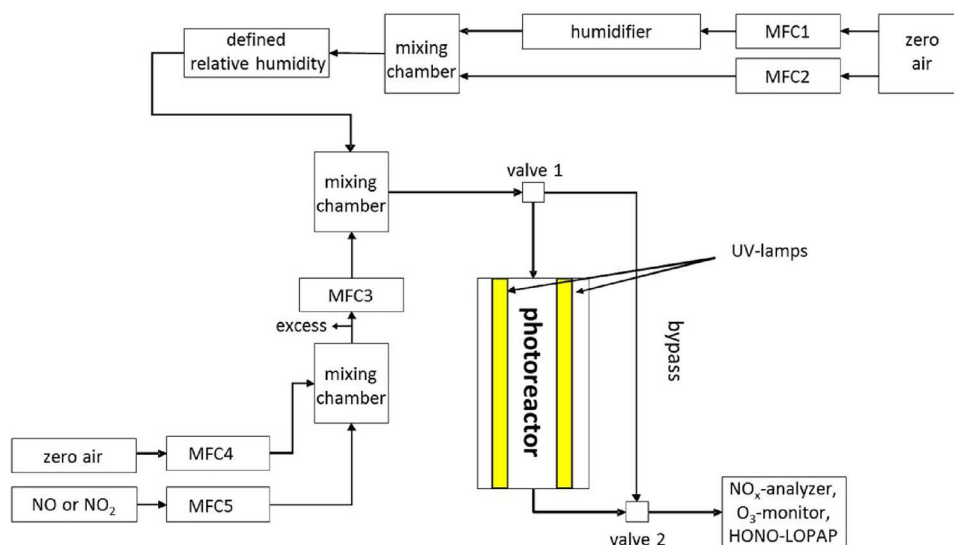 defined
relative humidity
mixing
chamber
humidifier
MFC1
MFC2
zero
air
mixing
chamber
valve 1
UV-lamps
MFC3
excess
photoreactor
bypass
mixing
chamber
zero air
MFC4
NO or NO₂
MFC5
valve 2
NOₓ-analyzer,
O₃-monitor,
HONO-LOPAP